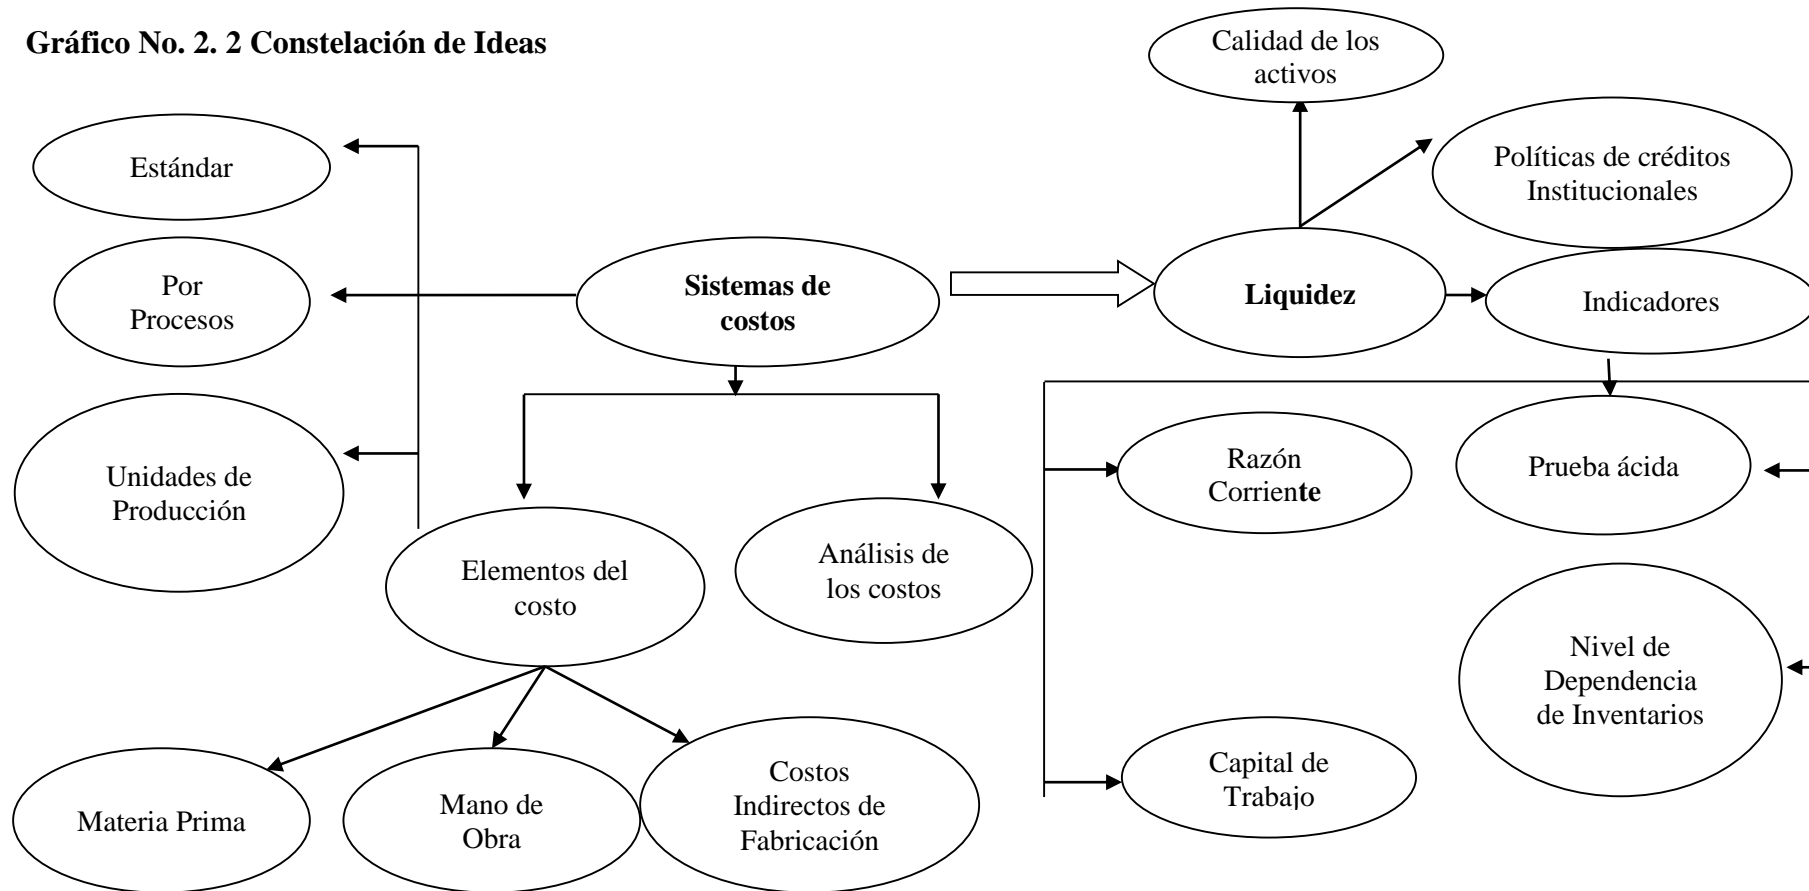 Gráfico No. 2. 2 Constelación de Ideas
Calidad de los
activos
Estándar
Políticas de créditos
Institucionales
Por
Procesos
Sistemas de
costos
Liquidez
Indicadores
Unidades de
Producción
Razón
Corriente
Prueba ácida
Elementos del
costo
Análisis de
los costos
Nivel de
Dependencia
de Inventarios
Materia Prima
Mano de
Obra
Costos
Indirectos de
Fabricación
Capital de
Trabajo